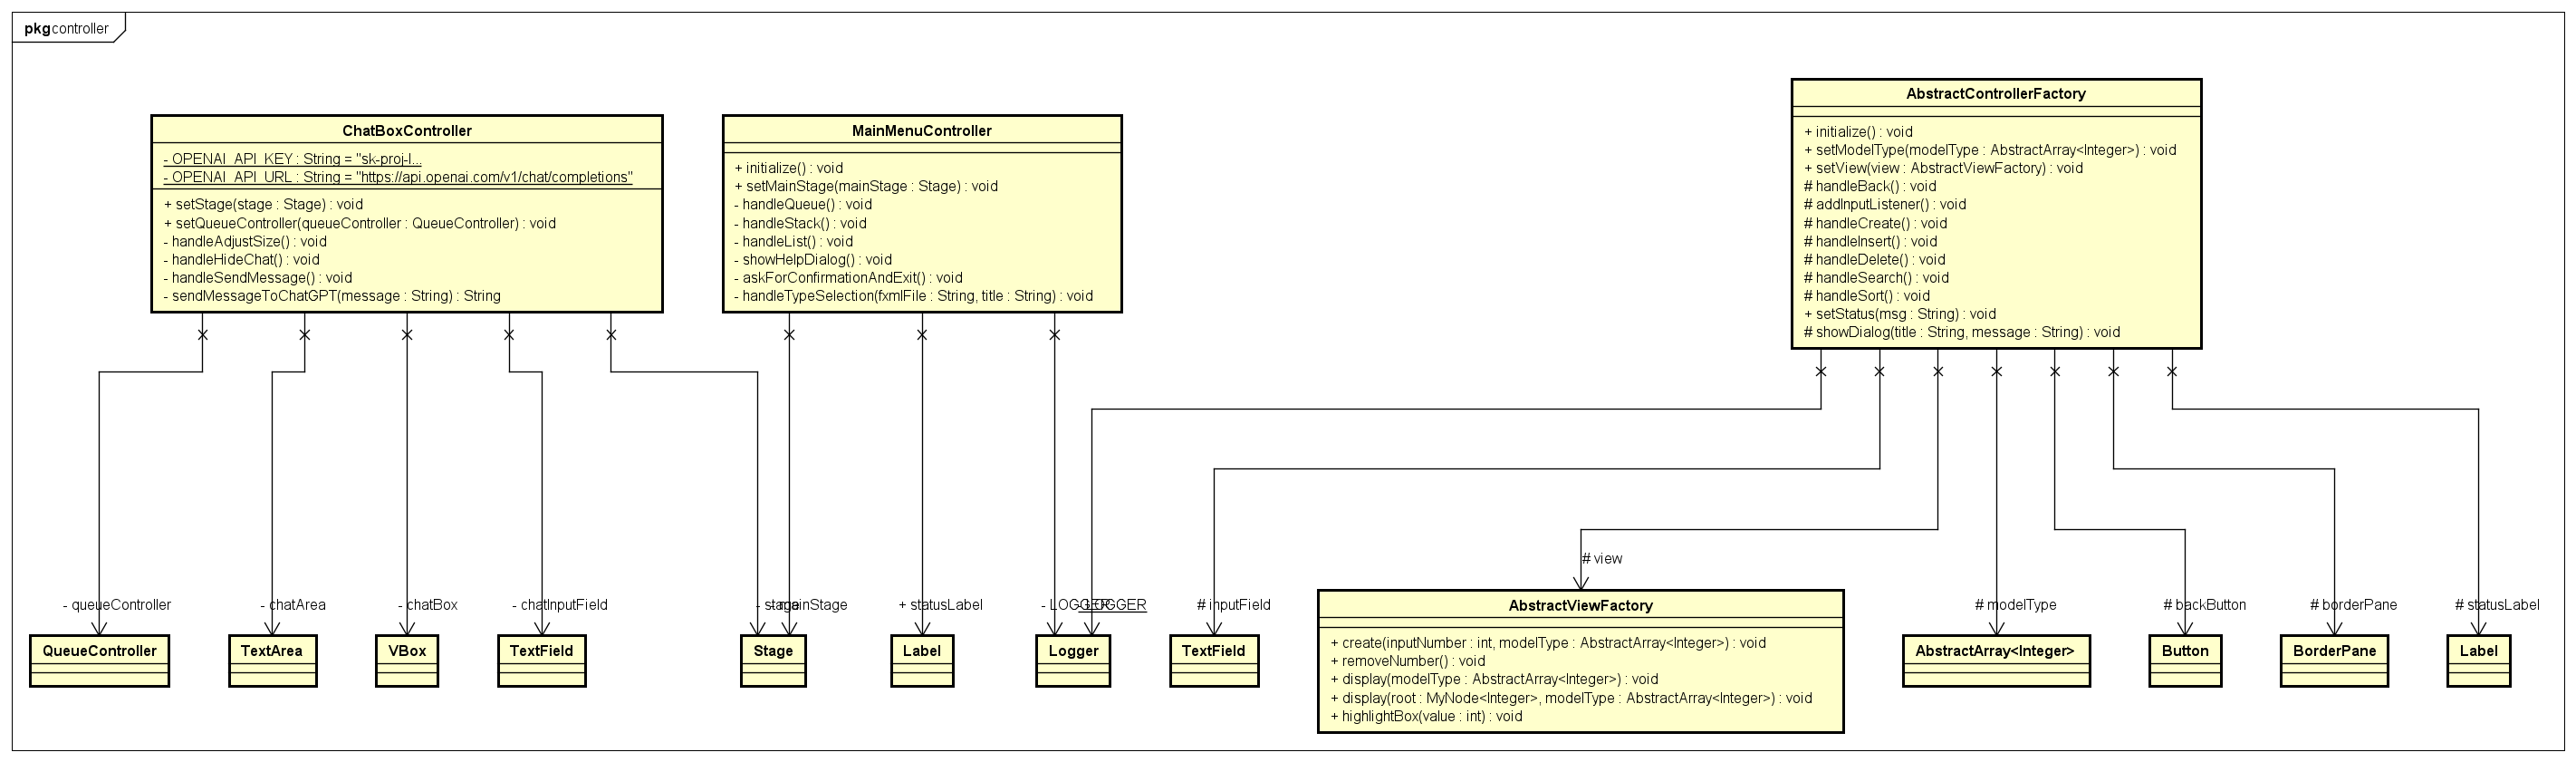 pkg controller
ChatBoxController
- OPENAI_API_KEY : String = "sk-proj-I...
- OPENAI_API_URL : String = "https://api.openai.com/v1/chat/completions"
+ setStage(stage : Stage) : void
+ setQueueController(queueController : QueueController) : void
- handleAdjustSize() : void
- handleHideChat() : void
- handleSendMessage() : void
- sendMessageToChatGPT(message : String) : String
MainMenuController
+ initialize() : void
+ setMainStage(mainStage : Stage) : void
- handleQueue() : void
- handleStack() : void
- handleList() : void
- showHelpDialog() : void
- askForConfirmationAndExit() : void
- handleTypeSelection(fxmlFile : String, title : String) : void
AbstractControllerFactory
+ initialize() : void
+ setModelType(modelType : AbstractArray<Integer>) : void
+ setView(view : AbstractViewFactory) : void
# handleBack() : void
# addInputListener() : void
# handleCreate() : void
# handleInsert() : void
# handleDelete() : void
# handleSearch() : void
# handleSort() : void
+ setStatus(msg : String) : void
# showDialog(title : String, message : String) : void
- queueController
- chatArea
- chatBox
- chatInputField
- stage
- mainStage
+ statusLabel
- LOGGER
- LOGGER
# inputField
# view
# modelType
# backButton
# borderPane
# statusLabel
QueueController
TextArea
VBox
TextField
Stage
Label
Logger
TextField
AbstractViewFactory
+ create(inputNumber : int, modelType : AbstractArray<Integer>) : void
+ removeNumber() : void
+ display(modelType : AbstractArray<Integer>) : void
+ display(root : MyNode<Integer>, modelType : AbstractArray<Integer>) : void
+ highlightBox(value : int) : void
AbstractArray<Integer>
Button
BorderPane
Label